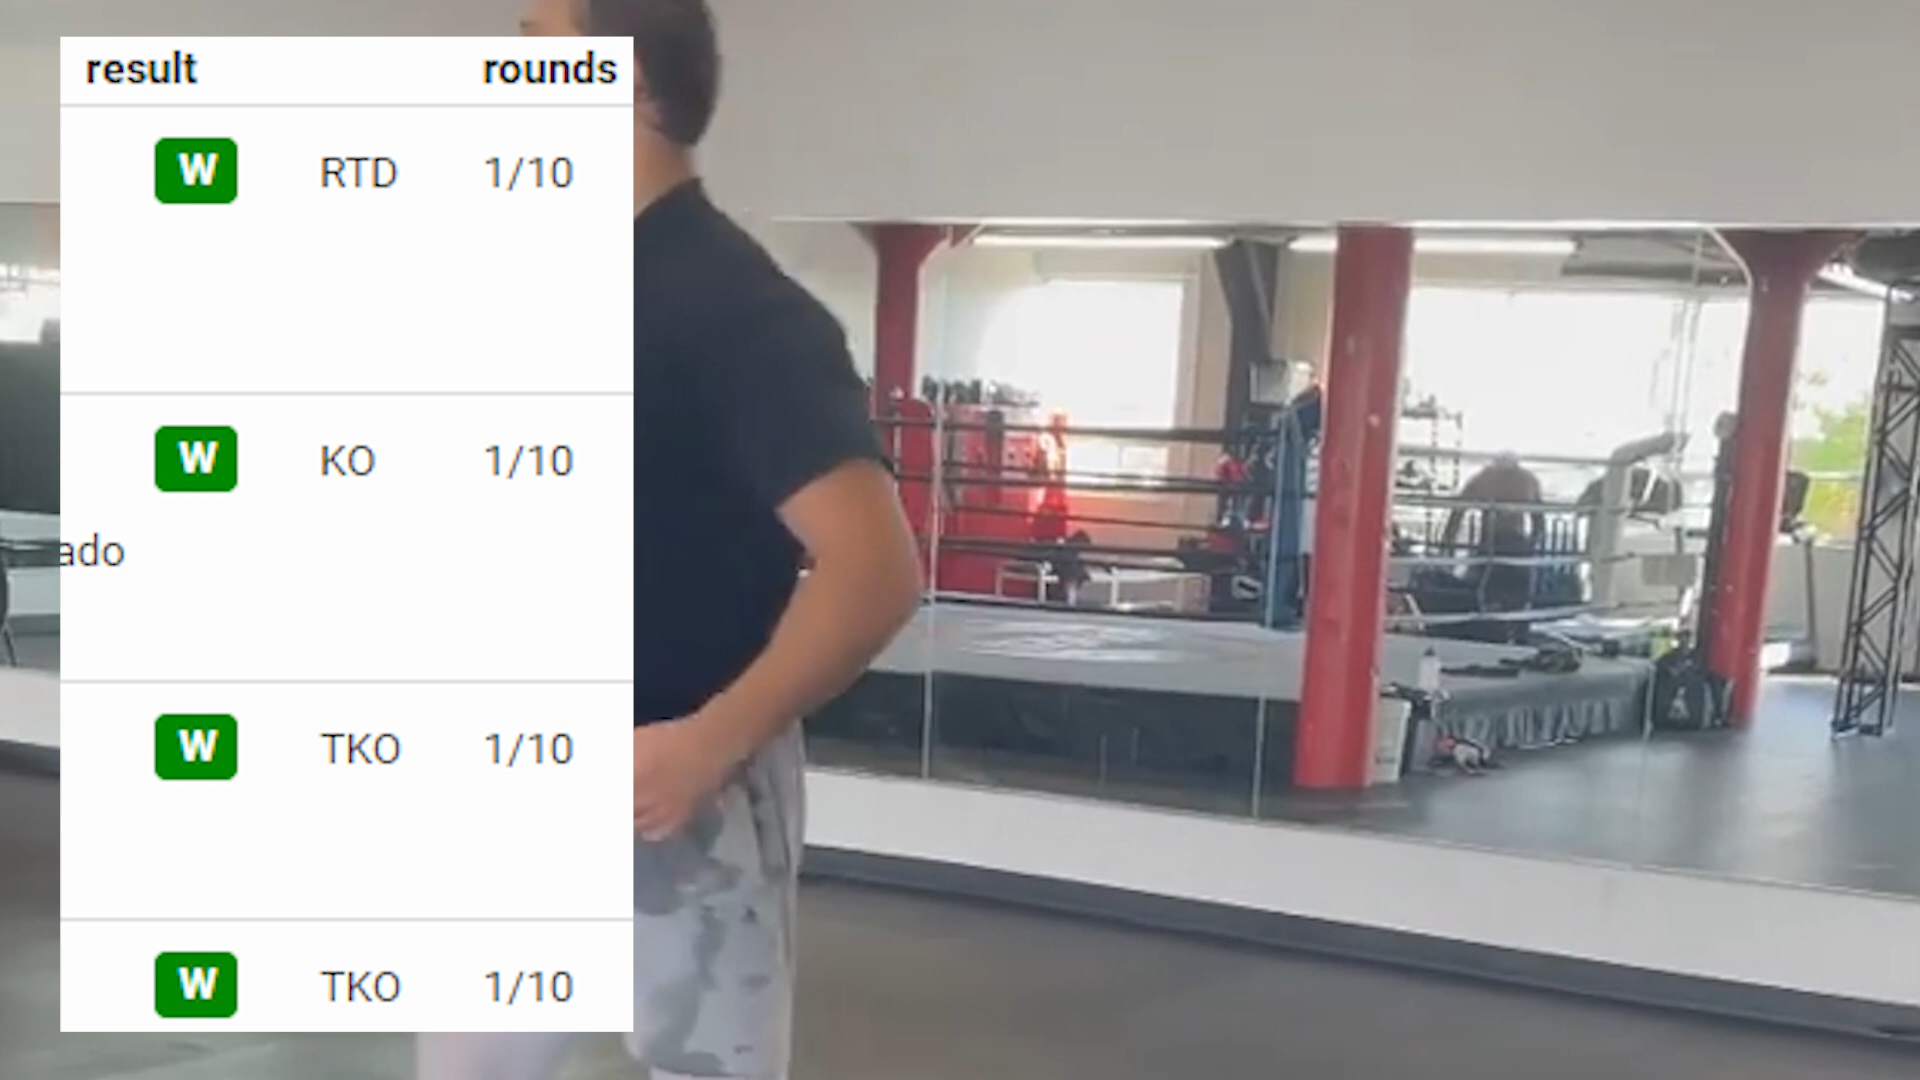 result rounds
W RTD 1/10
W KO 1/10
ado
W TKO 1/10
W TKO 1/10